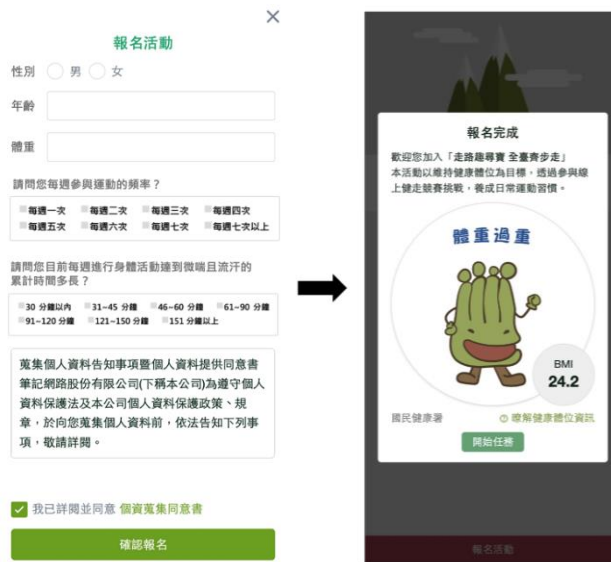 報名活動
性別 男 女
年齡
體重
請問您每週參與運動的頻率？
每週一次 每週二次 每週三次 每週四次
每週五次 每週六次 每週七次 每週七次以上
請問您目前每週進行身體活動達到微喘且流汗的
累計時間多長？
30 分鐘以內 31~45 分鐘 46~60 分鐘 61~90 分鐘
91~120 分鐘 121~150 分鐘 151 分鐘以上
蒐集個人資料告知事項暨個人資料提供同意書
筆記網路股份有限公司(下稱本公司)為遵守個人
資料保護法及本公司個人資料保護政策、規
章，於向您蒐集個人資料前，依法告知下列事
項，敬請詳閱。
我已詳閱並同意 個資蒐集同意書
確認報名
報名完成
歡迎您加入「走路趣尋寶 全臺齊步走」
本活動以維持健康體位為目標，透過參與線
上健走競賽挑戰，養成日常運動習慣。
體重過重
BMI
24.2
國民健康署 瞭解健康體位資訊
開始任務
報名活動